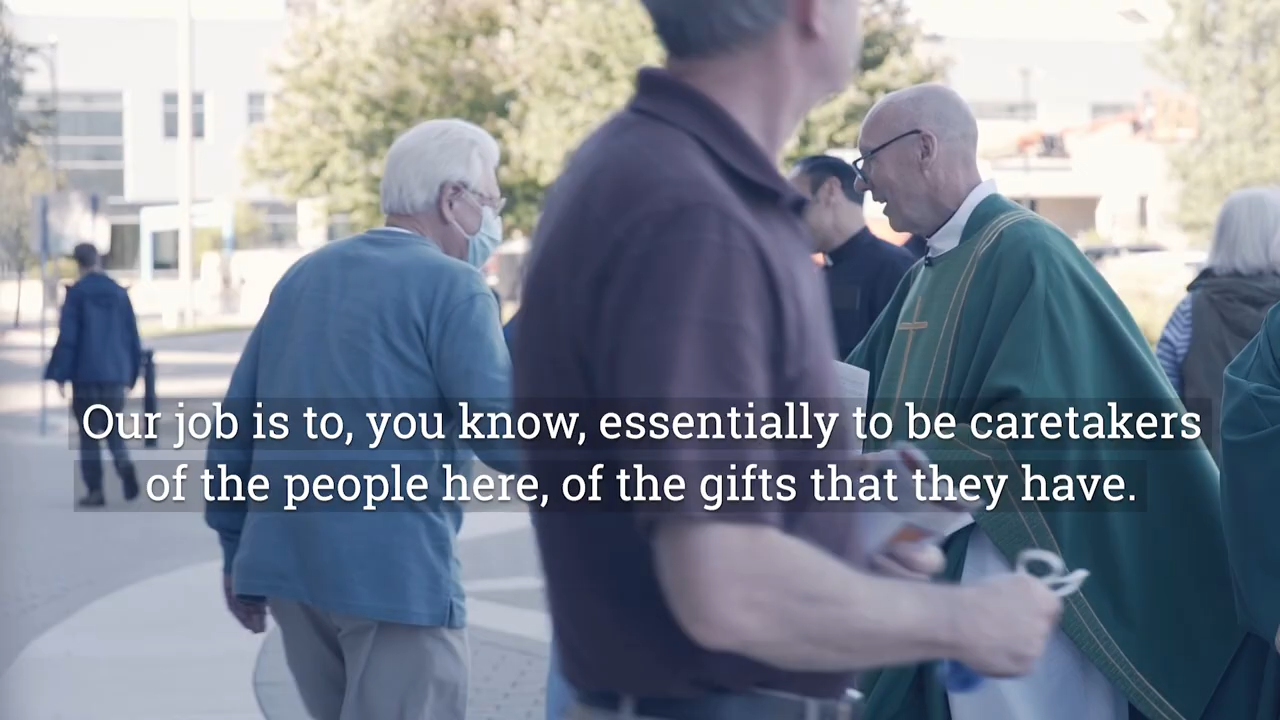 Our job is to, you know, essentially to be caretakers
of the people here, of the gifts that they have.